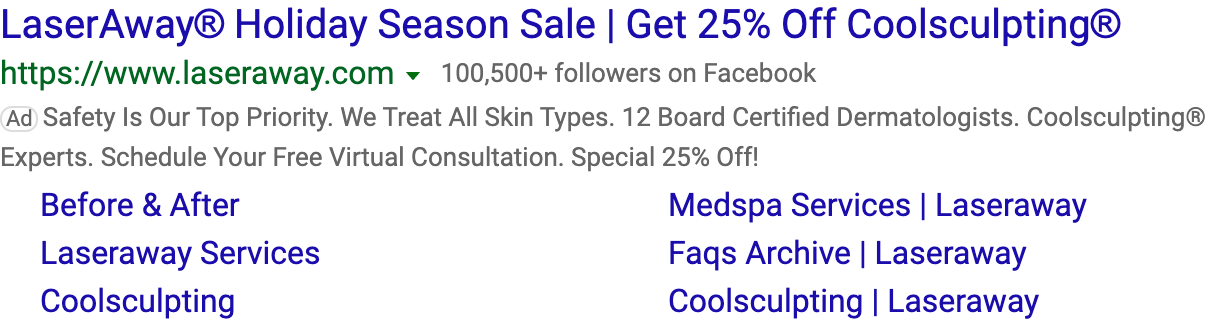 LaserAway® Holiday Season Sale | Get 25% Off Coolsculpting®
https://www.laseraway.com 100,500+ followers on Facebook
Ad Safety Is Our Top Priority. We Treat All Skin Types. 12 Board Certified Dermatologists. Coolsculpting®
Experts. Schedule Your Free Virtual Consultation. Special 25% Off!
Before & After Medspa Services | Laseraway
Laseraway Services Faqs Archive | Laseraway
Coolsculpting Coolsculpting | Laseraway